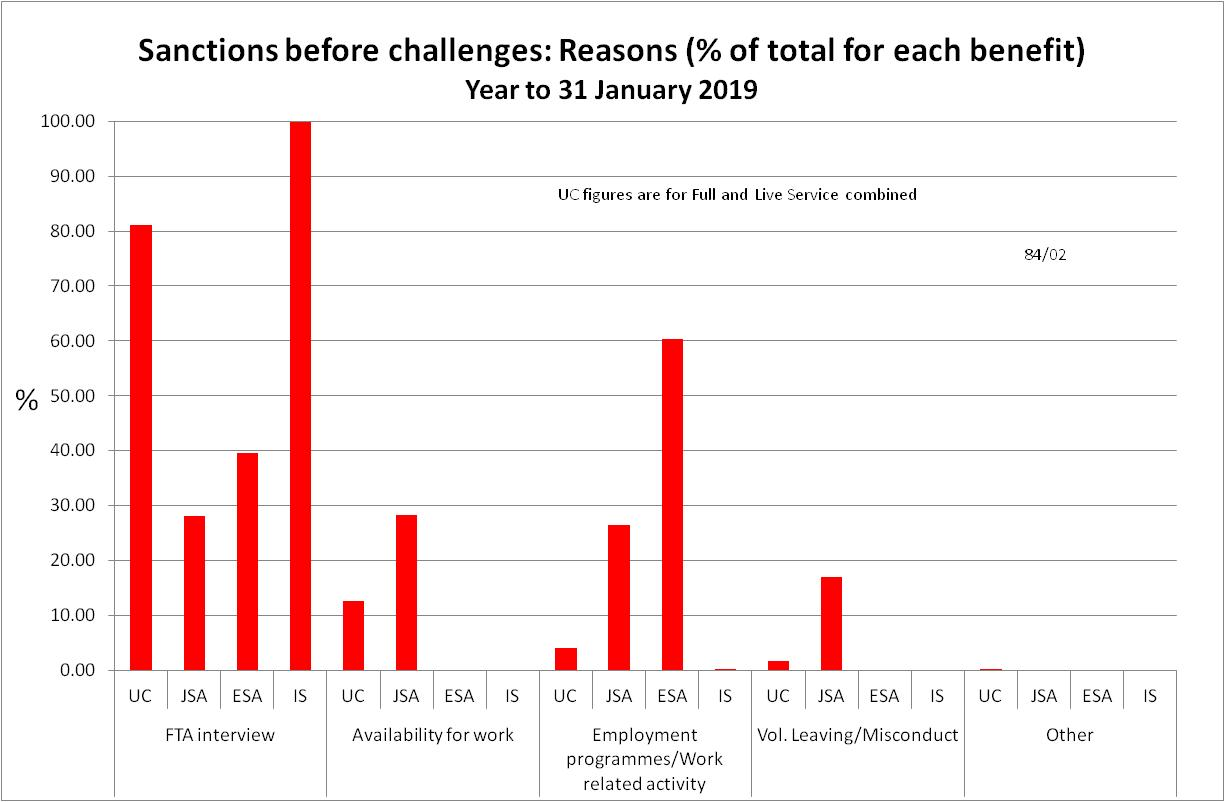 Sanctions before challenges: Reasons (% of total for each benefit)
Year to 31 January 2019
100.00
90.00
80.00
70.00
60.00
50.00
40.00
30.00
20.00
10.00
0.00
%
UC figures are for Full and Live Service combined
84/02
UC JSA ESA IS UC JSA ESA IS UC JSA ESA IS UC JSA ESA IS UC JSA ESA IS
FTA interview
Availability for work
Employment
programmes/Work
related activity
Vol. Leaving/Misconduct
Other